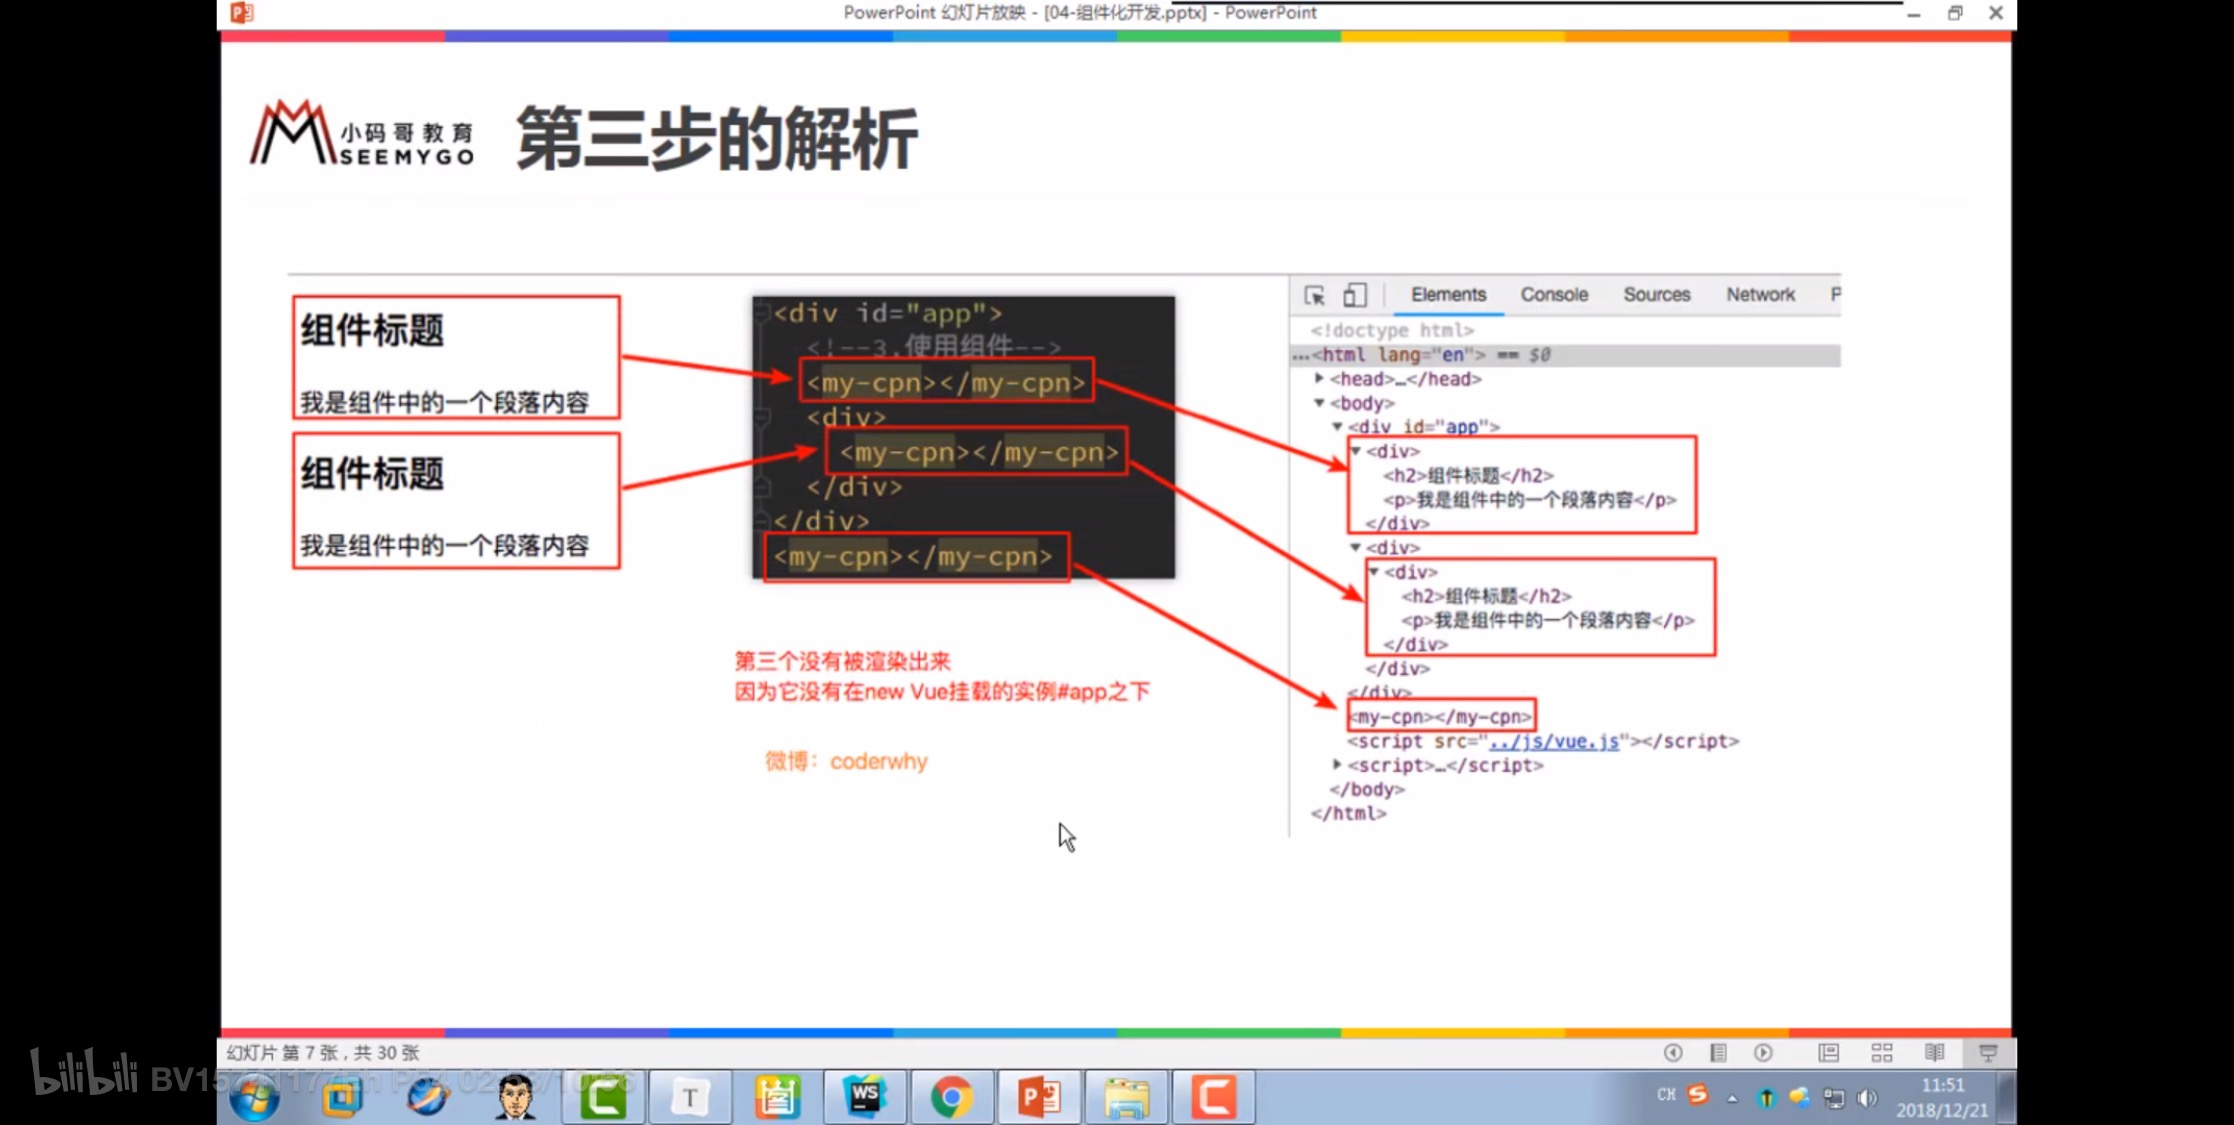 PowerPoint 幻灯片放映 - [04-组件化开发.pptx] - PowerPoint
小码哥教育
SEEMYGO
第三步的解析
组件标题
我是组件中的一个段落内容
组件标题
我是组件中的一个段落内容
<div id="app">
<!--3.使用组件-->
<my-cpn></my-cpn>
<div>
<my-cpn></my-cpn>
</div>
</div>
<my-cpn></my-cpn>
第三个没有被渲染出来
因为它没有在new Vue挂载的实例#app之下
微博：coderwhy
Elements Console Sources Network P
<!doctype html>
…<html lang="en"> == $0
<head>…</head>
<body>
<div id="app">
<div>
<h2>组件标题</h2>
<p>我是组件中的一个段落内容</p>
</div>
<div>
<div>
<h2>组件标题</h2>
<p>我是组件中的一个段落内容</p>
</div>
</div>
</div>
<my-cpn></my-cpn>
<script src="../js/vue.js"></script>
<script>…</script>
</body>
</html>
幻灯片 第 7 张，共 30 张
bilibili
T
WS
CH
11:51
2018/12/21